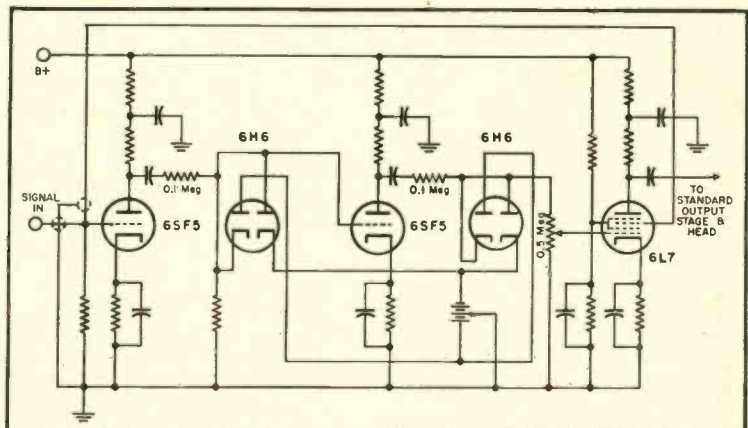 B+
6H6
6H6
0.1 Meg
0.1 Meg
0.5 Meg
SIGNAL
IN
6SF5
6SF5
6L7
TO
STANDARD
OUTPUT
STAGE &
HEAD